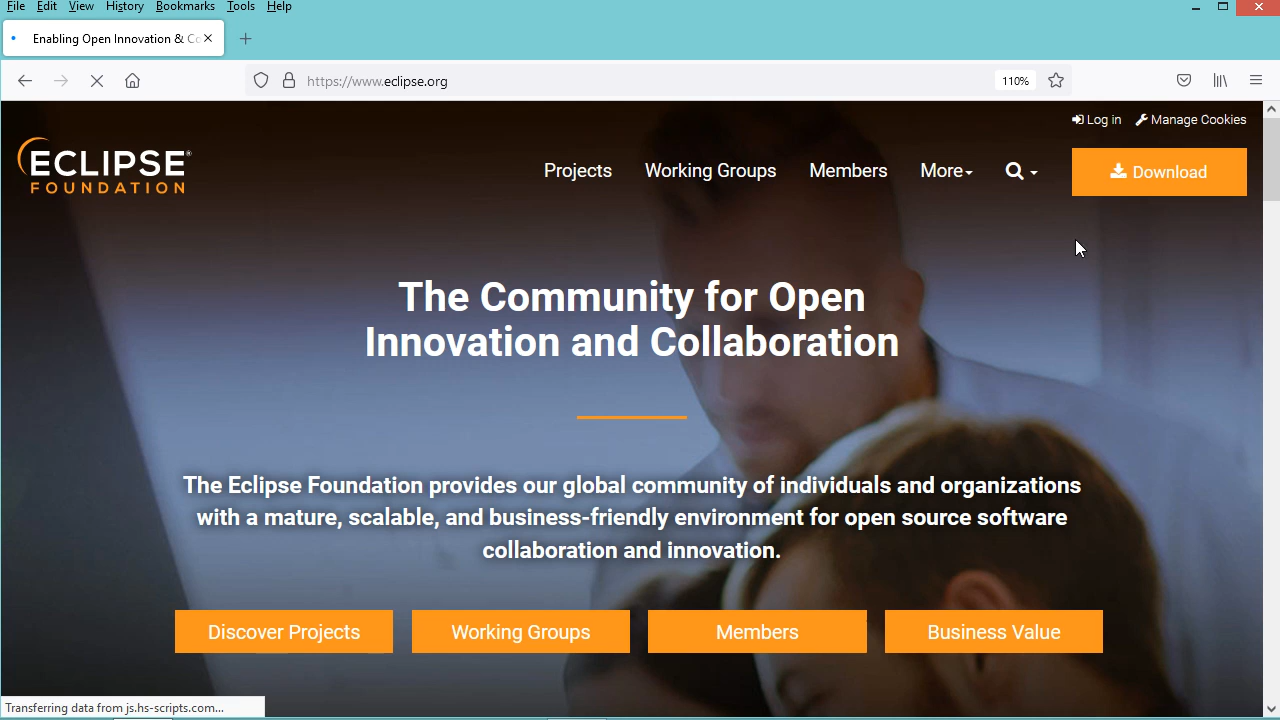 File Edit View History Bookmarks Tools Help
Enabling Open Innovation & Co
https://www.eclipse.org 110%
Log in Manage Cookies
ECLIPSE®
FOUNDATION
Projects Working Groups Members More Download
The Community for Open
Innovation and Collaboration
The Eclipse Foundation provides our global community of individuals and organizations
with a mature, scalable, and business-friendly environment for open source software
collaboration and innovation.
Discover Projects Working Groups Members Business Value
Transferring data from js.hs-scripts.com...